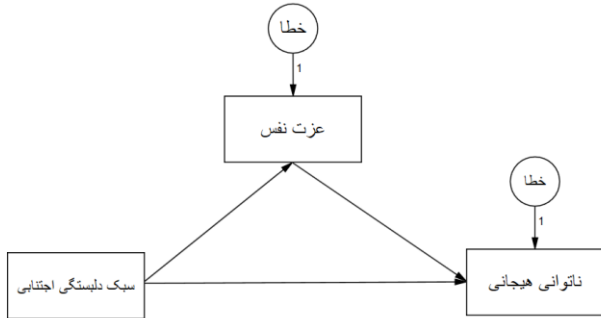 خطا
1
عزت نفس
خطا
1
سبک دلبستگی اجتنابی
ناتوانی هیجانی